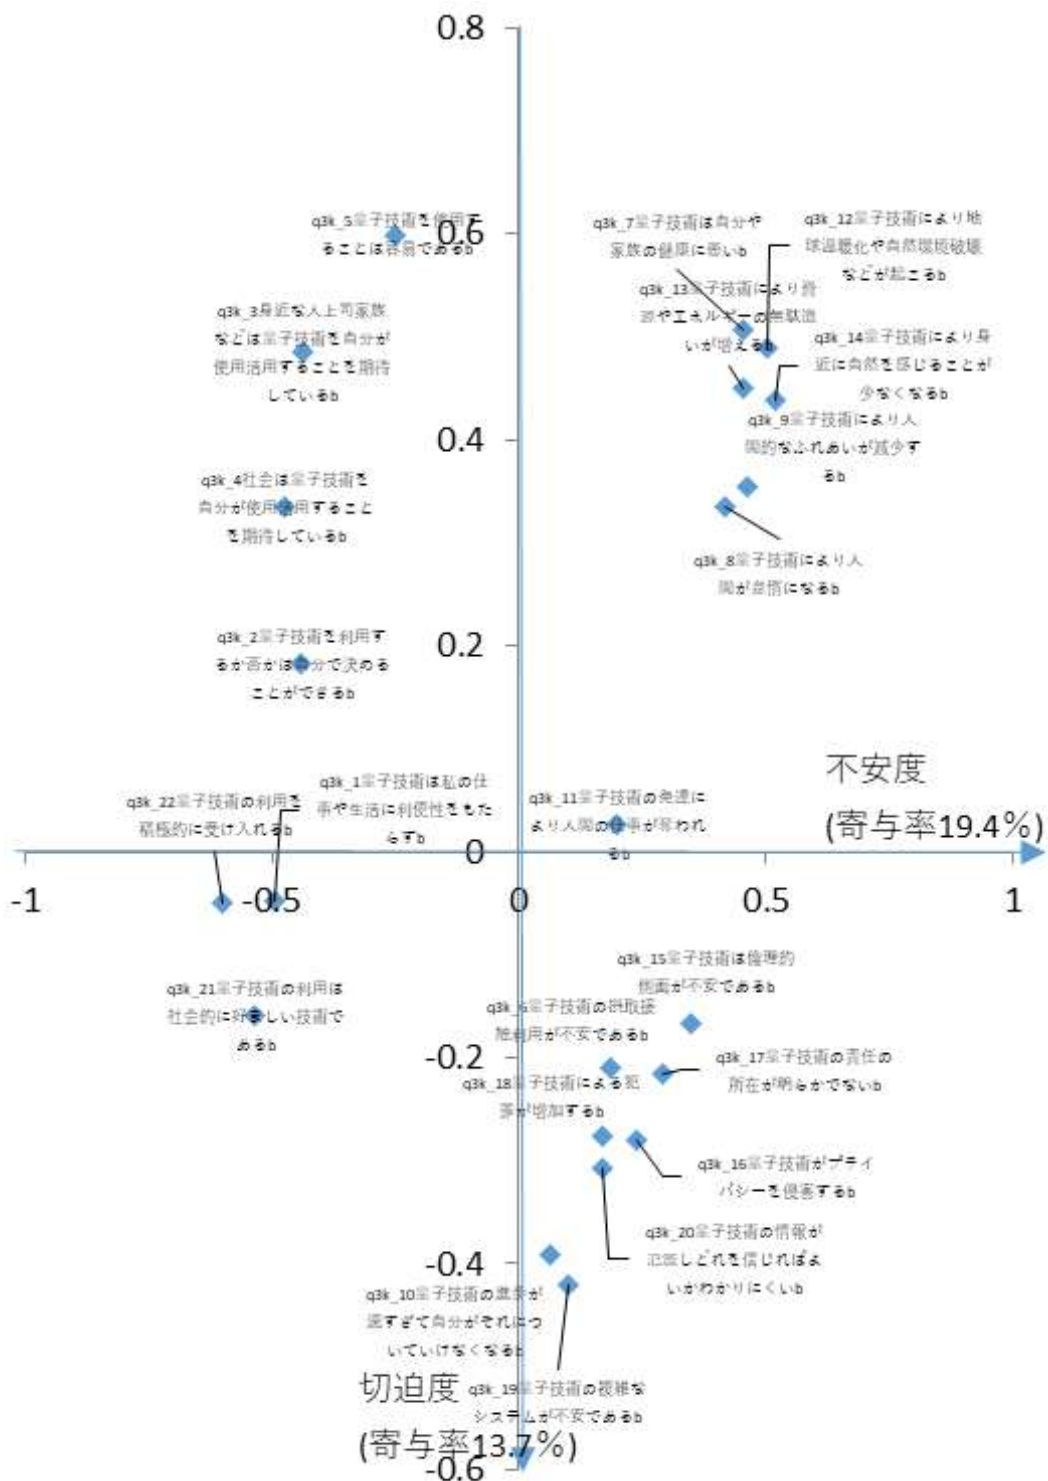 0.8
q3k_5量子技術を使用す
ることは容易であるb
0.6
q3k_7量子技術は自分や
家族の健康に悪いb
q3k_12量子技術により地
球温暖化や自然環境破壊
などが起こるb
q3k_3身近な人上司家族
などは量子技術を自分が
使用活用することを期待
しているb
q3k_13量子技術により資
源やエネルギーの無駄遣
いが増えるb
q3k_14量子技術により身
近に自然を感じることが
少なくなるb
0.4
q3k_9量子技術により人
間的なふれあいが減少す
るb
q3k_4社会は量子技術を
自分が使用活用すること
を期待しているb
q3k_8量子技術により人
間が怠惰になるb
0.2
q3k_2量子技術を利用す
るか否かは自分で決める
ことができるb
不安度
(寄与率19.4%)
q3k_22量子技術の利用を
積極的に受け入れるb
q3k_1量子技術は私の仕
事や生活に利便性をもた
らすb
q3k_11量子技術の発達に
より人間の仕事が奪われ
るb
0
-1
-0.5
0
0.5
1
q3k_15量子技術は倫理的
側面が不安であるb
q3k_21量子技術の利用は
社会的に好ましい技術で
あるb
q3k_6量子技術の摂取接
触利用が不安であるb
-0.2
q3k_17量子技術の責任の
所在が明らかでないb
q3k_18量子技術による犯
罪が増加するb
q3k_16量子技術がプライ
バシーを侵害するb
q3k_20量子技術の情報が
氾濫しどれを信じればよ
いかわかりにくいb
-0.4
q3k_10量子技術の進歩が
速すぎて自分がそれにつ
いていけなくなるb
切迫度
(寄与率13.7%)
q3k_19量子技術の複雑な
システムが不安であるb
-0.6